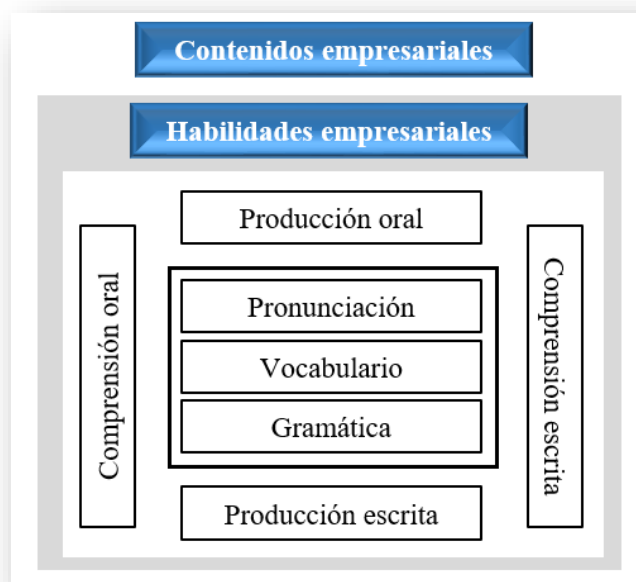 Contenidos empresariales
Habilidades empresariales
Producción oral
Comprensión oral
Pronunciación
Vocabulario
Gramática
Comprensión escrita
Producción escrita